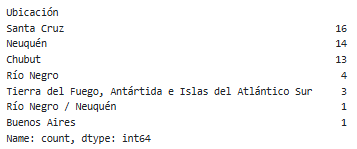 Ubicación
Santa Cruz 16
Neuquén 14
Chubut 13
Río Negro 4
Tierra del Fuego, Antártida e Islas del Atlántico Sur 3
Río Negro / Neuquén 1
Buenos Aires 1
Name: count, dtype: int64